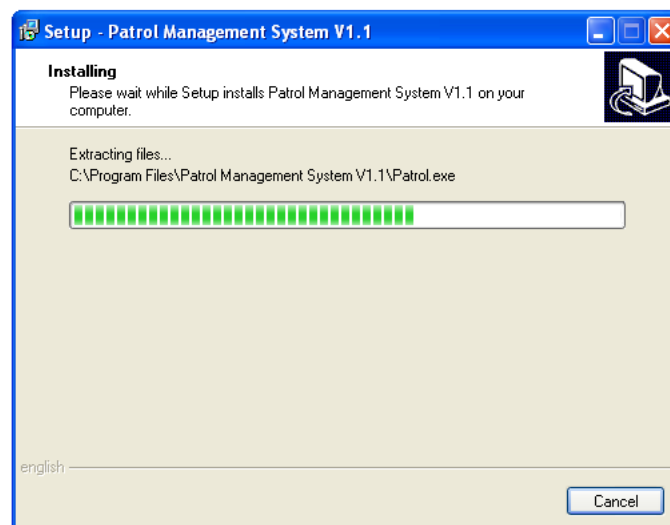 Setup - Patrol Management System V1.1
Installing
Please wait while Setup installs Patrol Management System V1.1 on your
computer.
Extracting files...
C:\Program Files\Patrol Management System V1.1\Patrol.exe
english
Cancel